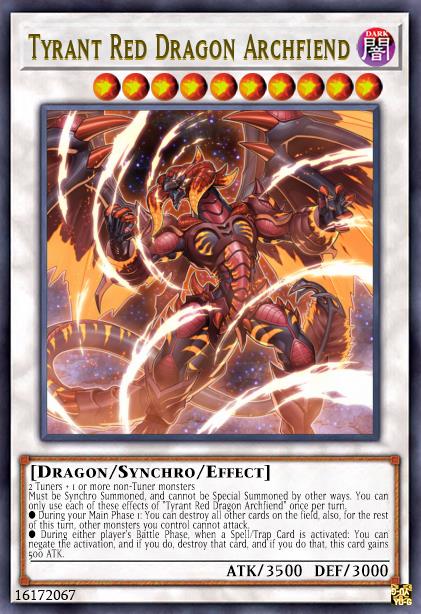 TYRANT RED DRAGON ARCHFIEND
DARK
闇
[DRAGON/SYNCHRO/EFFECT]
2 Tuners + 1 or more non-Tuner monsters
Must be Synchro Summoned, and cannot be Special Summoned by other ways. You can
only use each of these effects of "Tyrant Red Dragon Archfiend" once per turn.
● During your Main Phase 1: You can destroy all other cards on the field, also, for the rest
of this turn, other monsters you control cannot attack.
● During either player's Battle Phase, when a Spell/Trap Card is activated: You can
negate the activation, and if you do, destroy that card, and if you do that, this card gains
500 ATK.
ATK/3500 DEF/3000
16172067